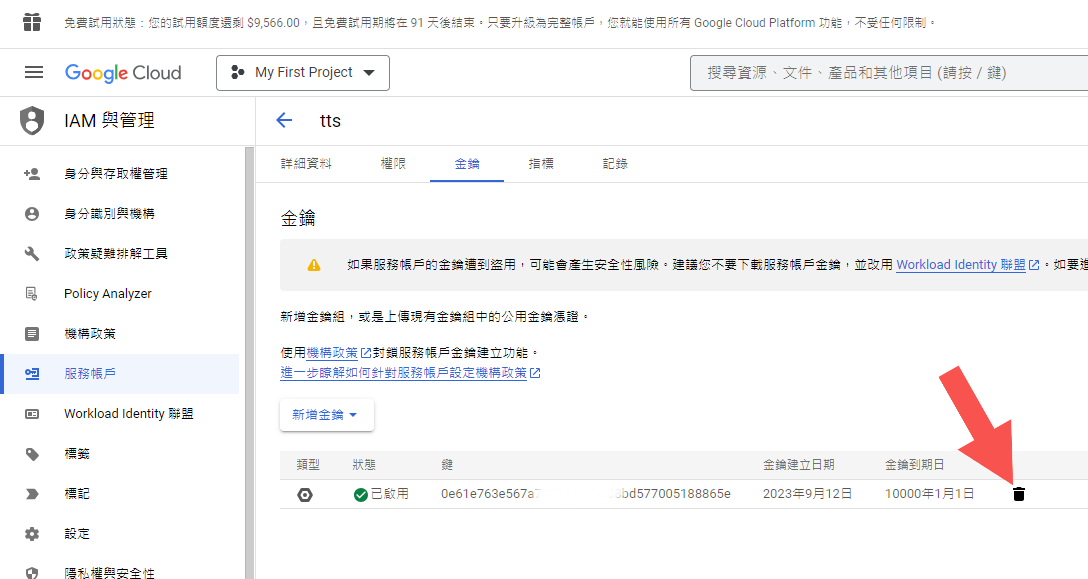 免費試用狀態：您的試用額度還剩 $9,566.00，且免費試用期將在 91 天後結束。只要升級為完整帳戶，您就能使用所有 Google Cloud Platform 功能，不受任何限制。
Google Cloud
My First Project
搜尋資源、文件、產品和其他項目 (請按 / 鍵)
IAM 與管理
tts
身分與存取權管理
身分識別與機構
政策疑難排解工具
Policy Analyzer
機構政策
服務帳戶
Workload Identity 聯盟
標籤
標記
設定
隱私權與安全性
詳細資料 權限 金鑰 指標 記錄
金鑰
如果服務帳戶的金鑰遭到盜用，可能會產生安全性風險。建議您不要下載服務帳戶金鑰，並改用 Workload Identity 聯盟。如要進
新增金鑰組，或是上傳現有金鑰組中的公用金鑰憑證。
使用機構政策封鎖服務帳戶金鑰建立功能。
進一步瞭解如何針對服務帳戶設定機構政策
新增金鑰
類型 狀態 鍵 金鑰建立日期 金鑰到期日
已啟用 0e61e763e567a bd577005188865e 2023年9月12日 10000年1月1日